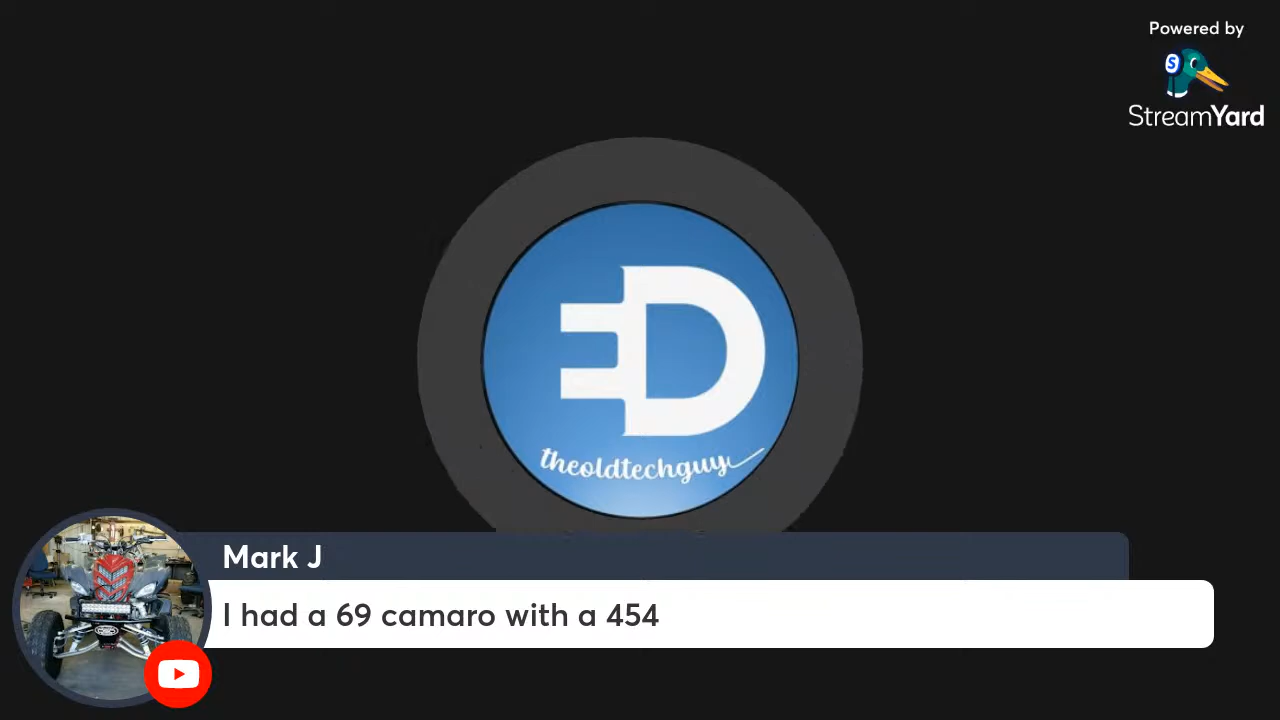 Powered by
StreamYard
theoldtechguy
Mark J
I had a 69 camaro with a 454